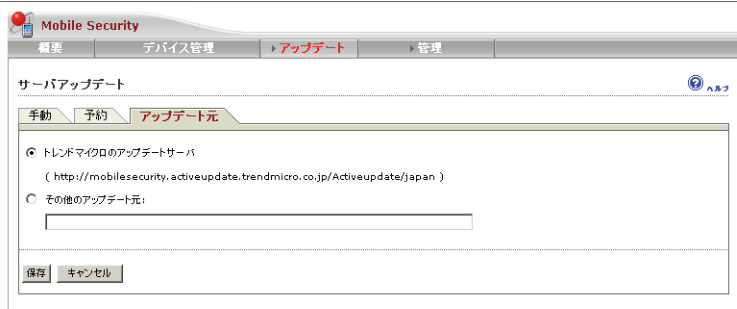 Mobile Security
概要 デバイス管理 アップデート 管理
サーバアップデート ヘルプ
手動 予約 アップデート元
トレンドマイクロのアップデートサーバ
( http://mobilesecurity.activeupdate.trendmicro.co.jp/Activeupdate/japan )
その他のアップデート元:
保存 キャンセル